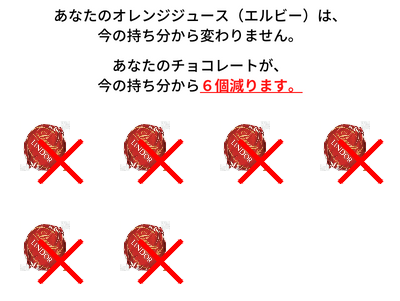 あなたのオレンジジュース（エルビー）は、
今の持ち分から変わりません。
あなたのチョコレートが、
今の持ち分から６個減ります。
LINDOR
LINDOR
LINDOR
LINDOR
LINDOR
LINDOR